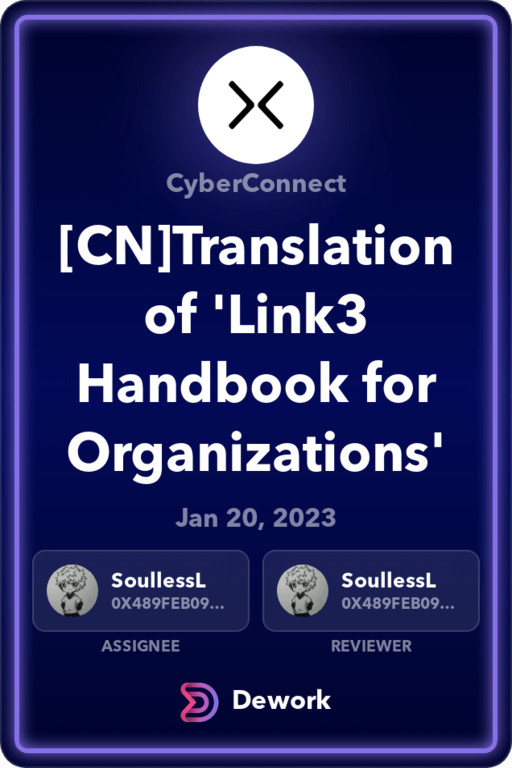 CyberConnect
[CN]Translation
of 'Link3
Handbook for
Organizations'
Jan 20, 2023
SoullessL
0X489FEB09...
ASSIGNEE
SoullessL
0X489FEB09...
REVIEWER
Dework